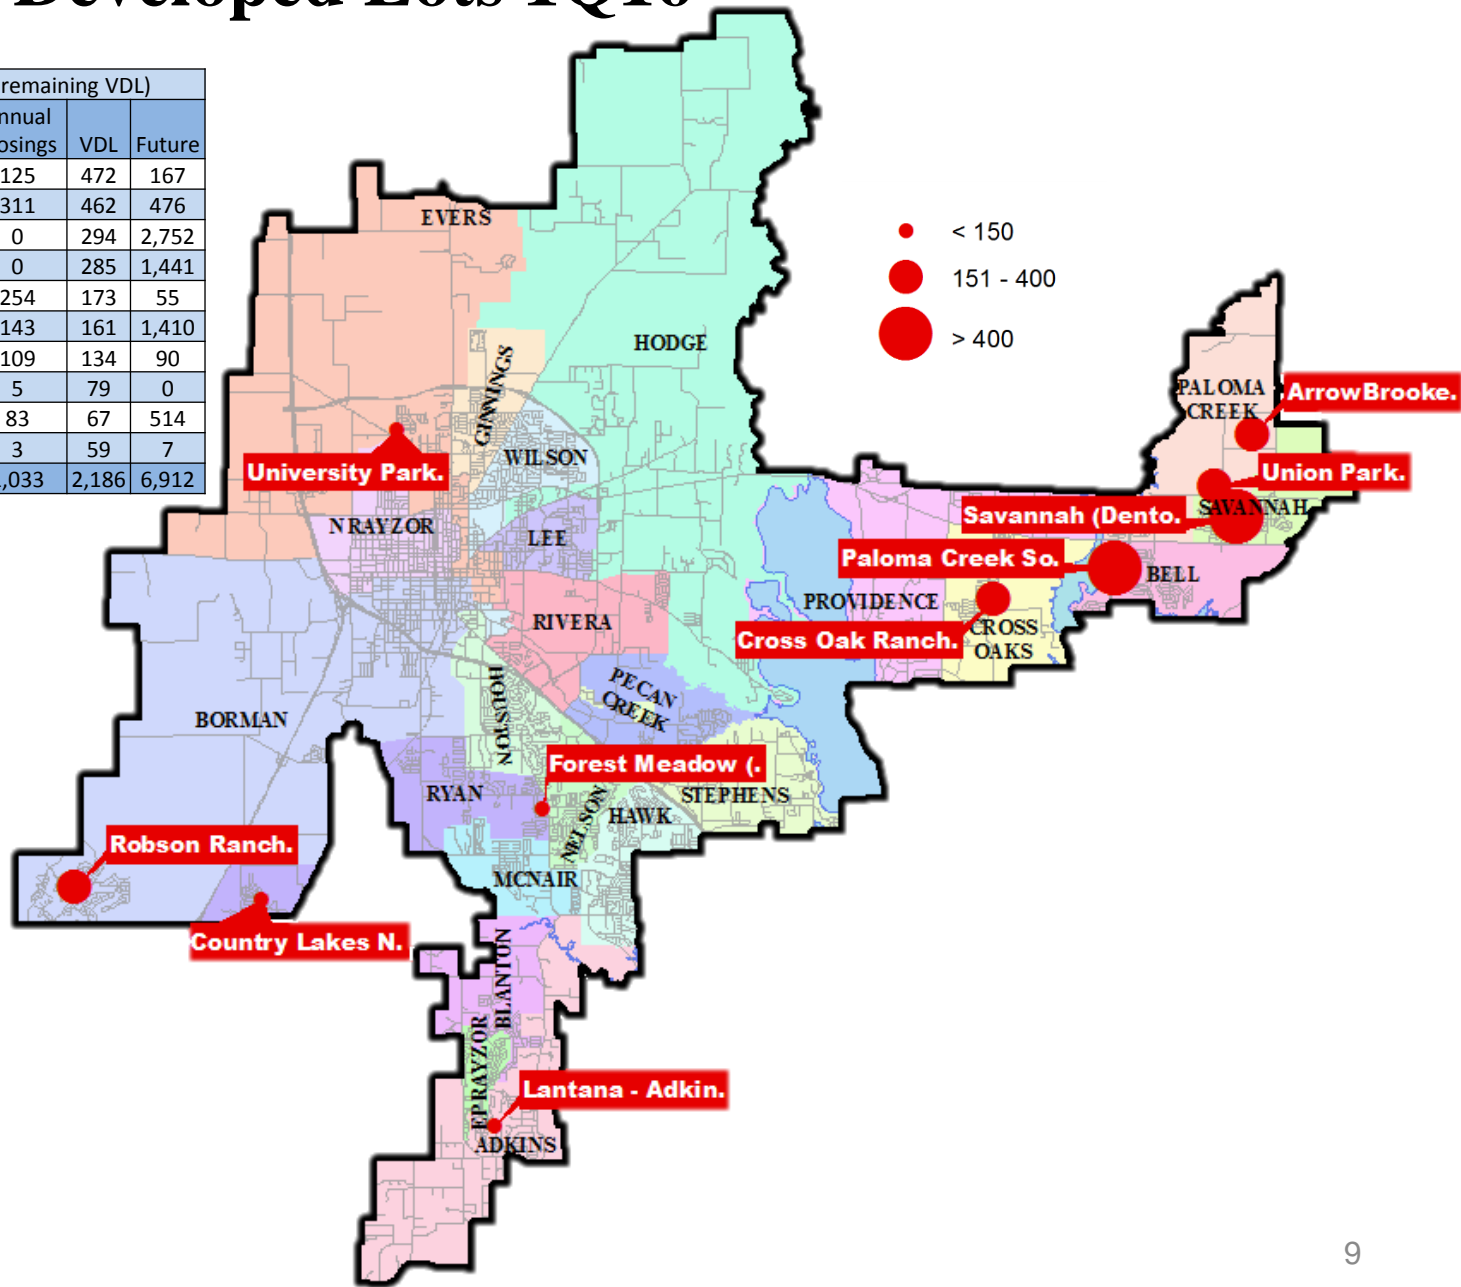 Developed Lots 1Q16
remaining VDL)
VDL Future
125 472 167
311 462 476
0 294 2,752
0 285 1,441
254 173 55
143 161 1,410
109 134 90
5 79 0
83 67 514
3 59 7
,033 2,186 6,912
< 150
151 - 400
> 400
EVERS
HODGE
GINNINGS
WILSON
University Park.
N RAYZOR
LEE
PALOMA
CREEK
ArrowBrooke.
Union Park.
SAVANNAH
Savannah (Dento.
Paloma Creek So.
BELL
PROVIDENCE
Cross Oak Ranch.
CROSS
OAKS
RIVERA
PECAN
CREEK
HOUSTON
BORMAN
Forest Meadow (.
RYAN
STEPHENS
NELSON
HAWK
Robson Ranch.
MCNAIR
Country Lakes N.
BLANTON
EPRAYZOR
Lantana - Adkin.
ADKINS
9